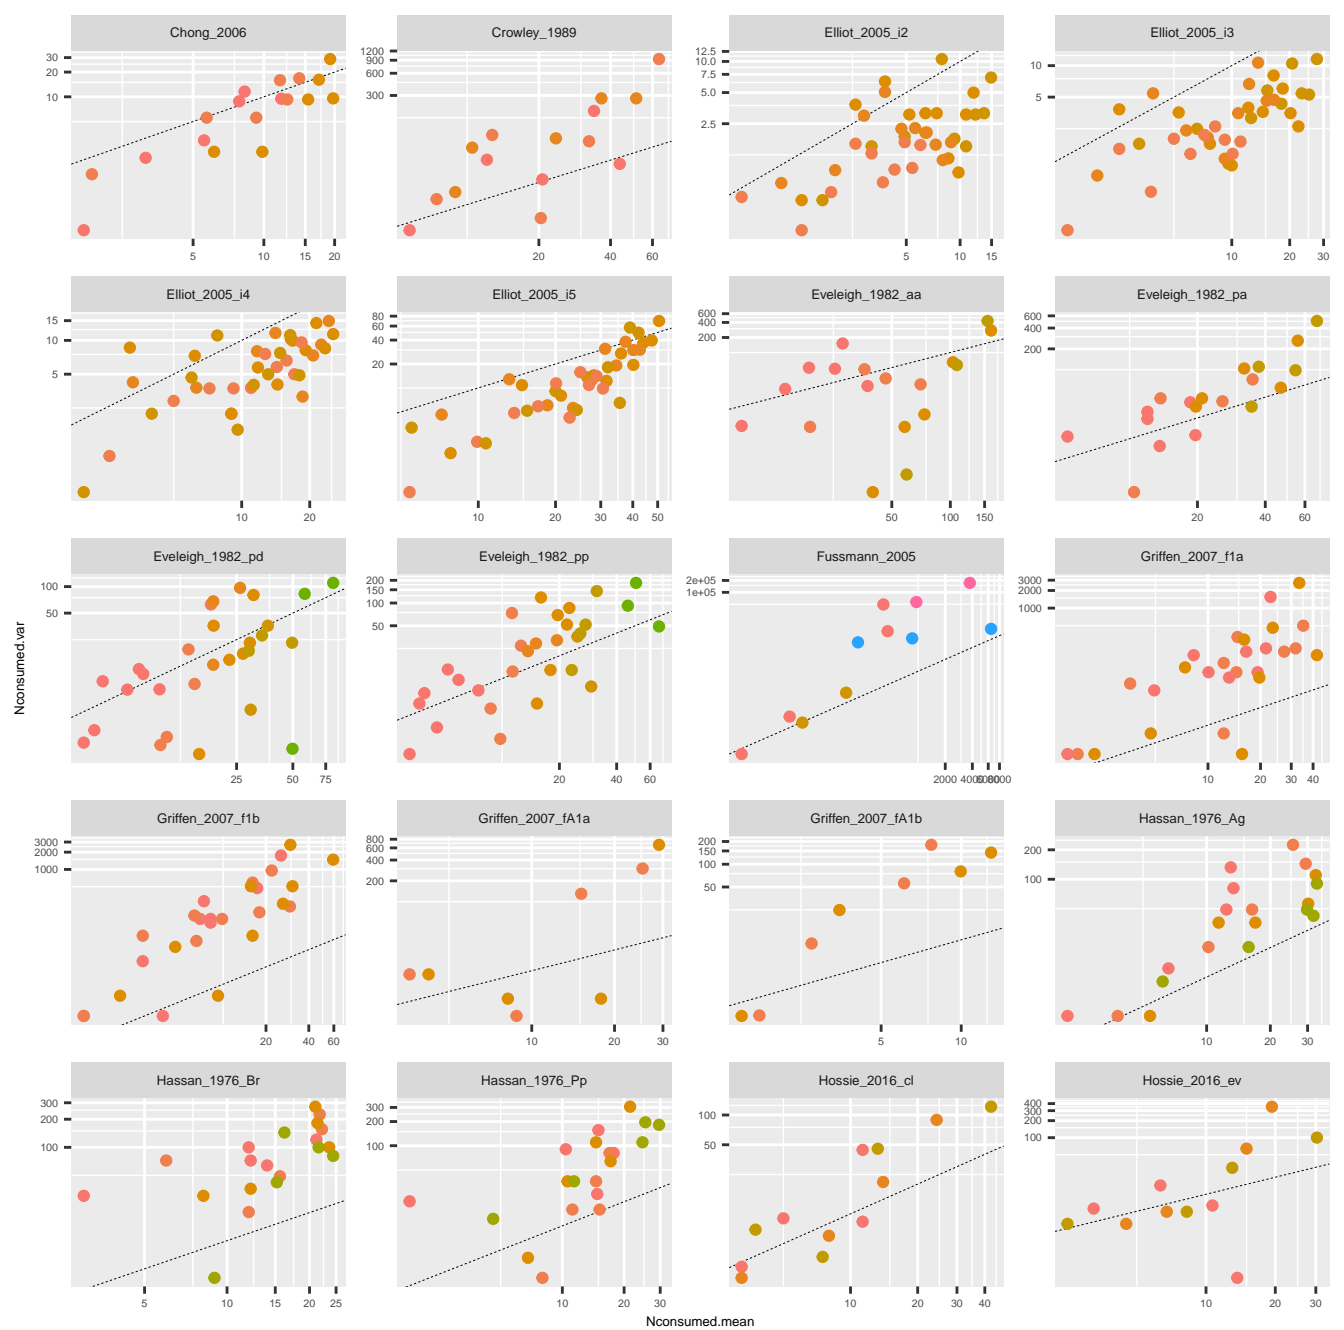 Chong_2006 Crowley_1989 Elliot_2005_i2 Elliot_2005_i3
30 20 10
1200 900 600 300
12.5 10.0 7.5 5.0 2.5
10 5
5 10 15 20
20 40 60
5 10 15
10 20 30
Elliot_2005_i4 Elliot_2005_i5 Eveleigh_1982_aa Eveleigh_1982_pa
15 10 5
80 60 40 20
600 400 200
600 400 200
10 20
10 20 30 40 50
50 100 150
20 40 60
Eveleigh_1982_pd Eveleigh_1982_pp Fussmann_2005 Griffen_2007_f1a
100 50
200 150 100 50
2e+05 1e+05
3000 2000 1000
25 50 75
20 40 60
2000 4000 6000 8000
10 20 30 40
Griffen_2007_f1b Griffen_2007_fA1a Griffen_2007_fA1b Hassan_1976_Ag
3000 2000 1000
800 600 400 200
200 150 100 50
200 100
20 40 60
10 20 30
5 10
10 20 30
Hassan_1976_Br Hassan_1976_Pp Hossie_2016_cl Hossie_2016_ev
300 200 100
300 200 100
100 50
400 300 200 100
5 10 15 20 25
10 20 30
10 20 30 40
10 20 30
Nconsumed.var
Nconsumed.mean